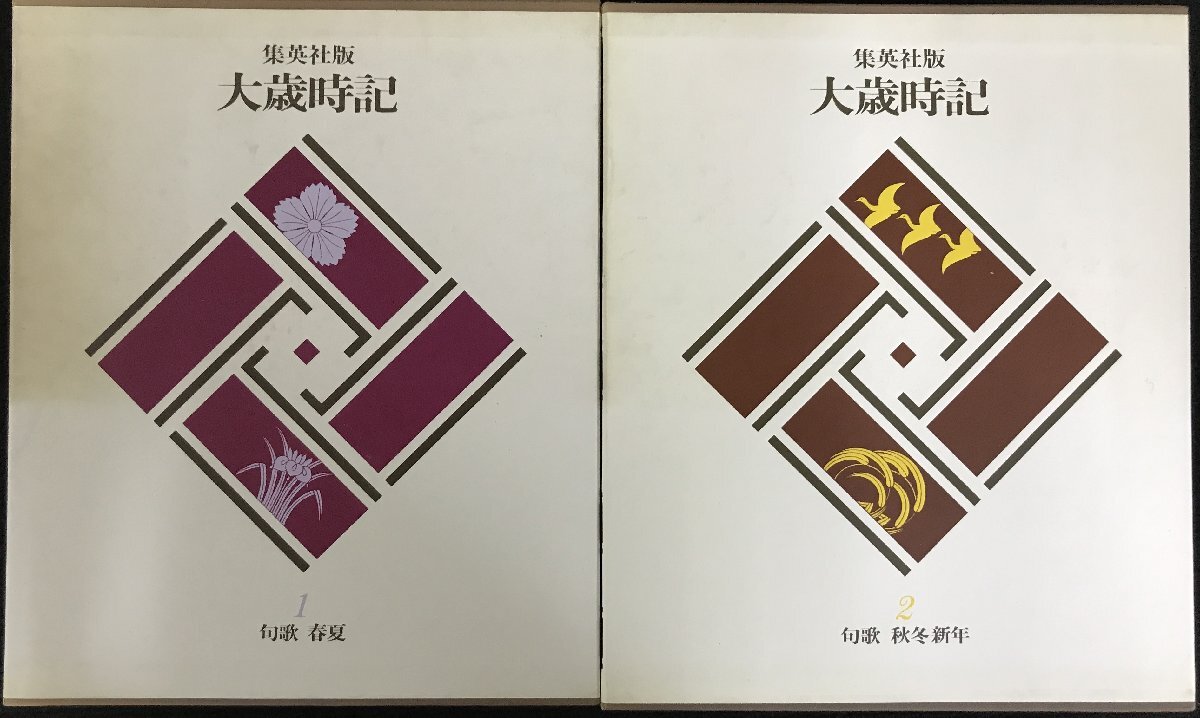 集英社版
大歳時記
1
句歌 春夏
集英社版
大歳時記
2
句歌 秋冬新年